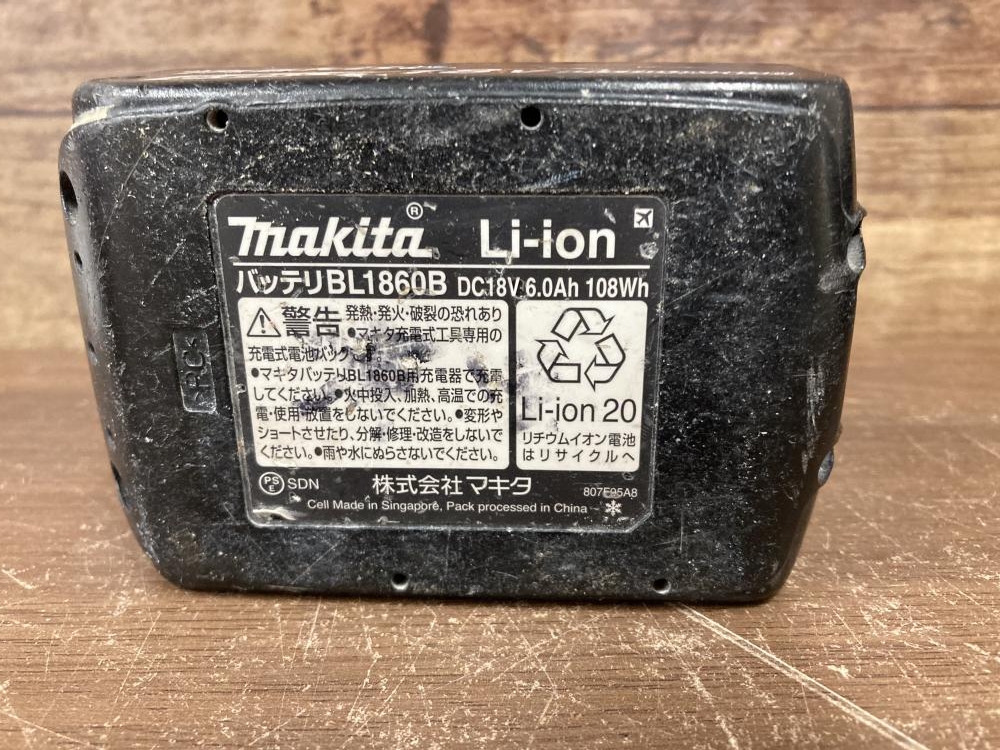 makita® Li-ion
バッテリBL1860B DC18V 6.0Ah 108Wh
警告 発熱・発火・破裂の恐れあり
●マキタ充電式工具専用の
充電式電池パック
●マキタバッテリBL1860B用充電器で充電
してください。●火中投入、加熱、高温での充
電・使用・放置をしないでください。●変形や
ショートさせたり、分解・修理・改造をしないで
ください。●雨や水にぬらさないでください。
Li-ion 20
リチウムイオン電池
はリサイクルへ
PSE SDN 株式会社マキタ 807F95A8
Cell Made in Singapore, Pack processed in China